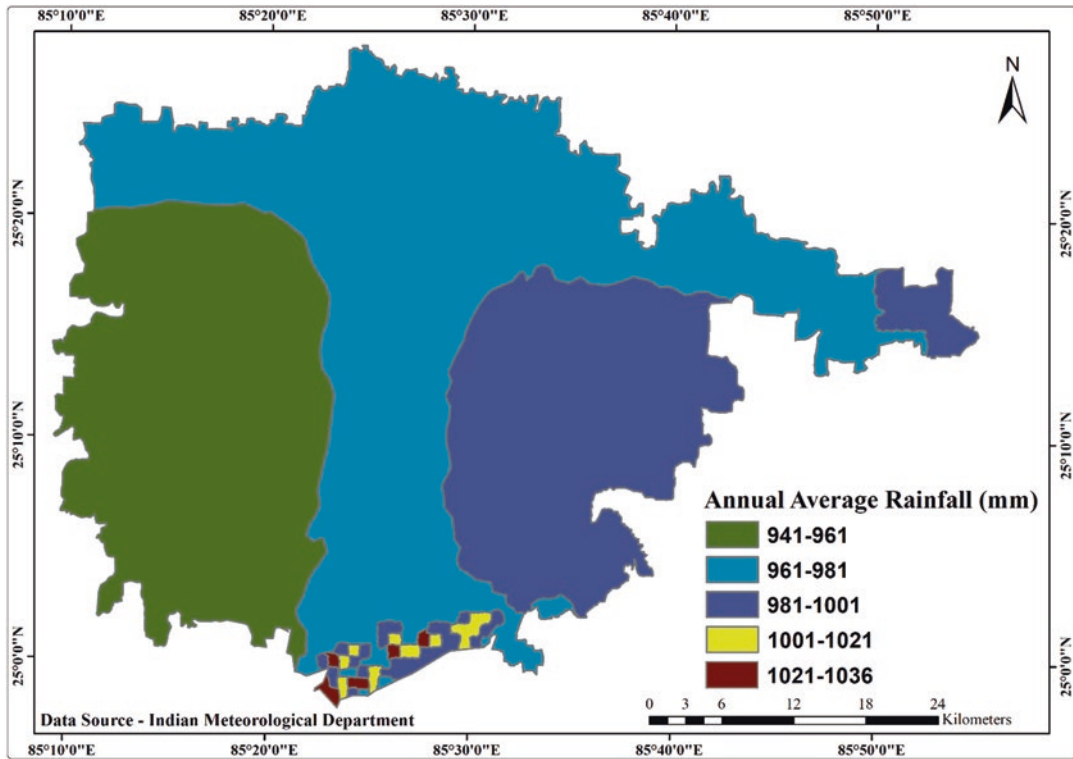 85°10'0"E 85°20'0"E 85°30'0"E 85°40'0"E 85°50'0"E
N
25°20'0"N 25°20'0"N
25°10'0"N 25°10'0"N
Annual Average Rainfall (mm)
941-961
961-981
981-1001
1001-1021
1021-1036
25°0'0"N 25°0'0"N
0 3 6 12 18 24
Kilometers
Data Source - Indian Meteorological Department
85°10'0"E 85°20'0"E 85°30'0"E 85°40'0"E 85°50'0"E